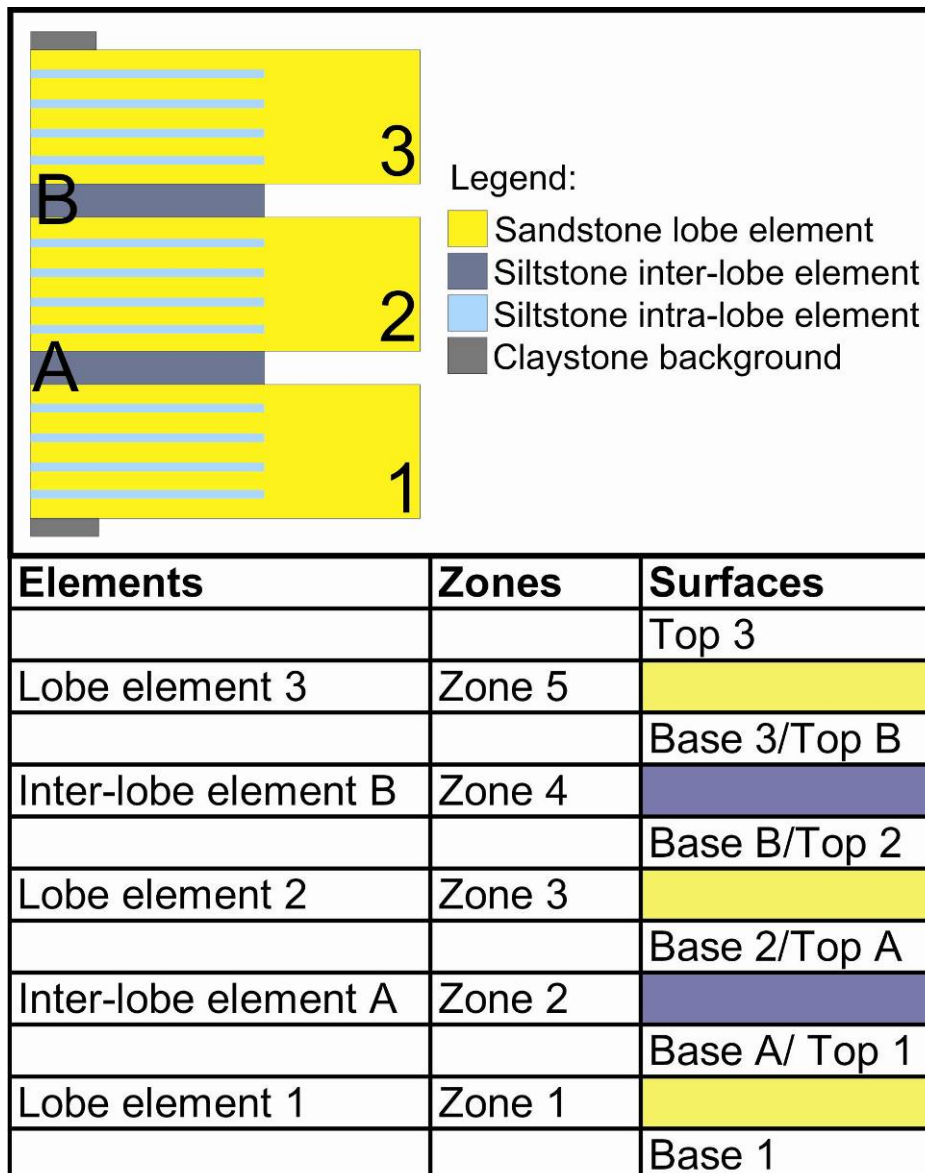 3
B
2
A
1
Legend:
Sandstone lobe element
Siltstone inter-lobe element
Siltstone intra-lobe element
Claystone background
Elements Zones Surfaces
Top 3
Lobe element 3 Zone 5
Base 3/Top B
Inter-lobe element B Zone 4
Base B/Top 2
Lobe element 2 Zone 3
Base 2/Top A
Inter-lobe element A Zone 2
Base A/ Top 1
Lobe element 1 Zone 1
Base 1